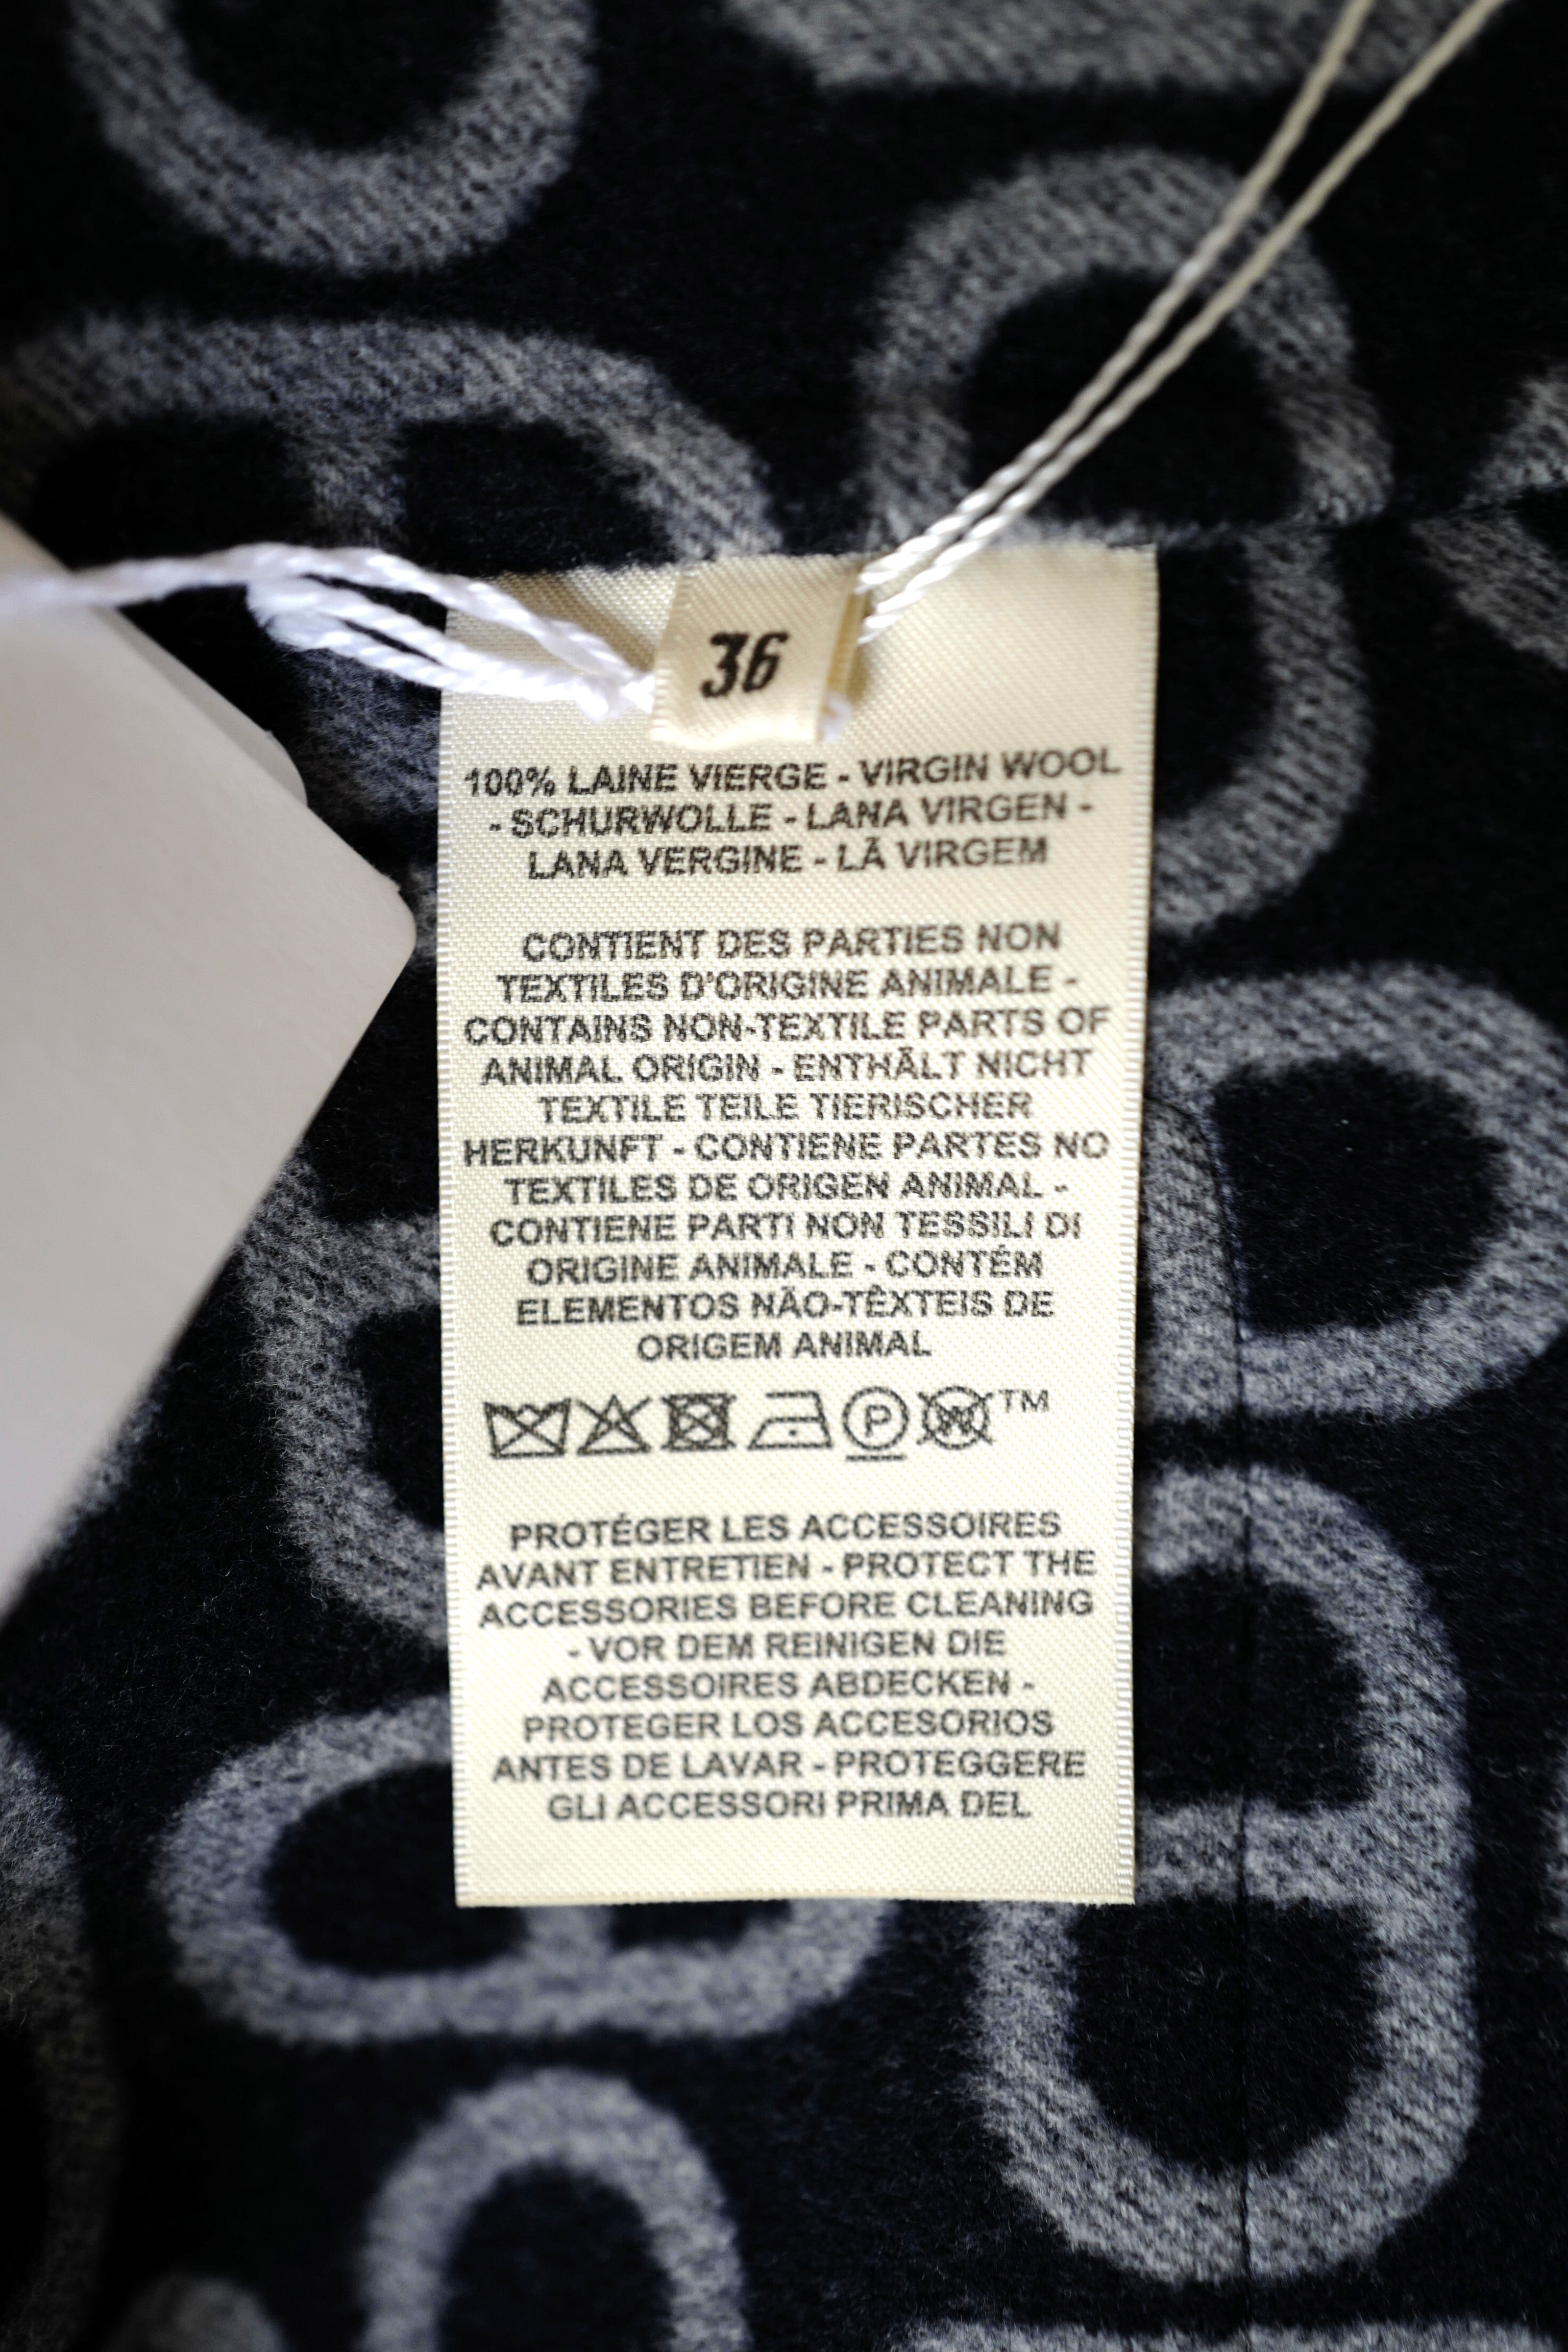 36
100% LAINE VIERGE - VIRGIN WOOL
- SCHURWOLLE - LANA VIRGEN -
LANA VERGINE - LÃ VIRGEM
CONTIENT DES PARTIES NON
TEXTILES D'ORIGINE ANIMALE -
CONTAINS NON-TEXTILE PARTS OF
ANIMAL ORIGIN - ENTHÄLT NICHT
TEXTILE TEILE TIERISCHER
HERKUNFT - CONTIENE PARTES NO
TEXTILES DE ORIGEN ANIMAL -
CONTIENE PARTI NON TESSILI DI
ORIGINE ANIMALE - CONTÉM
ELEMENTOS NÃO-TÊXTEIS DE
ORIGEM ANIMAL
P W TM
PROTÉGER LES ACCESSOIRES
AVANT ENTRETIEN - PROTECT THE
ACCESSORIES BEFORE CLEANING
- VOR DEM REINIGEN DIE
ACCESSOIRES ABDECKEN -
PROTEGER LOS ACCESORIOS
ANTES DE LAVAR - PROTEGGERE
GLI ACCESSORI PRIMA DEL